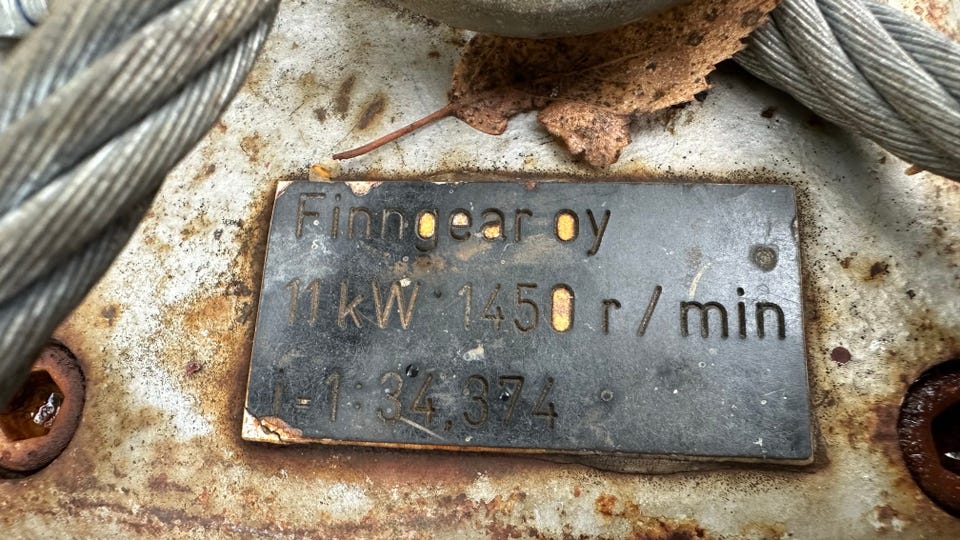 Finngear oy
11 kW 1450 r/min
i-1:34,374